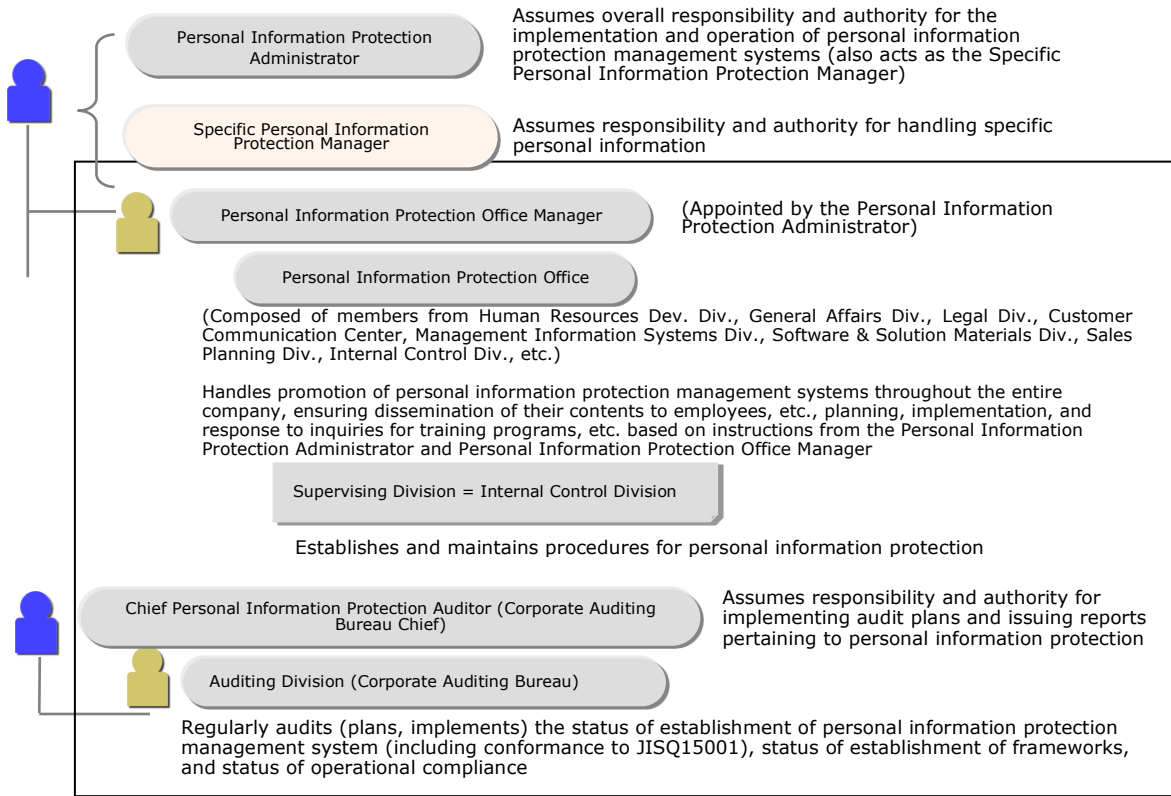 Personal Information Protection
Administrator
Assumes overall responsibility and authority for the
implementation and operation of personal information
protection management systems (also acts as the Specific
Personal Information Protection Manager)
Specific Personal Information
Protection Manager
Assumes responsibility and authority for handling specific
personal information
Personal Information Protection Office Manager
(Appointed by the Personal Information
Protection Administrator)
Personal Information Protection Office
(Composed of members from Human Resources Dev. Div., General Affairs Div., Legal Div., Customer
Communication Center, Management Information Systems Div., Software & Solution Materials Div., Sales
Planning Div., Internal Control Div., etc.)
Handles promotion of personal information protection management systems throughout the entire
company, ensuring dissemination of their contents to employees, etc., planning, implementation, and
response to inquiries for training programs, etc. based on instructions from the Personal Information
Protection Administrator and Personal Information Protection Office Manager
Supervising Division = Internal Control Division
Establishes and maintains procedures for personal information protection
Chief Personal Information Protection Auditor (Corporate Auditing
Bureau Chief)
Assumes responsibility and authority for
implementing audit plans and issuing reports
pertaining to personal information protection
Auditing Division (Corporate Auditing Bureau)
Regularly audits (plans, implements) the status of establishment of personal information protection
management system (including conformance to JISQ15001), status of establishment of frameworks,
and status of operational compliance